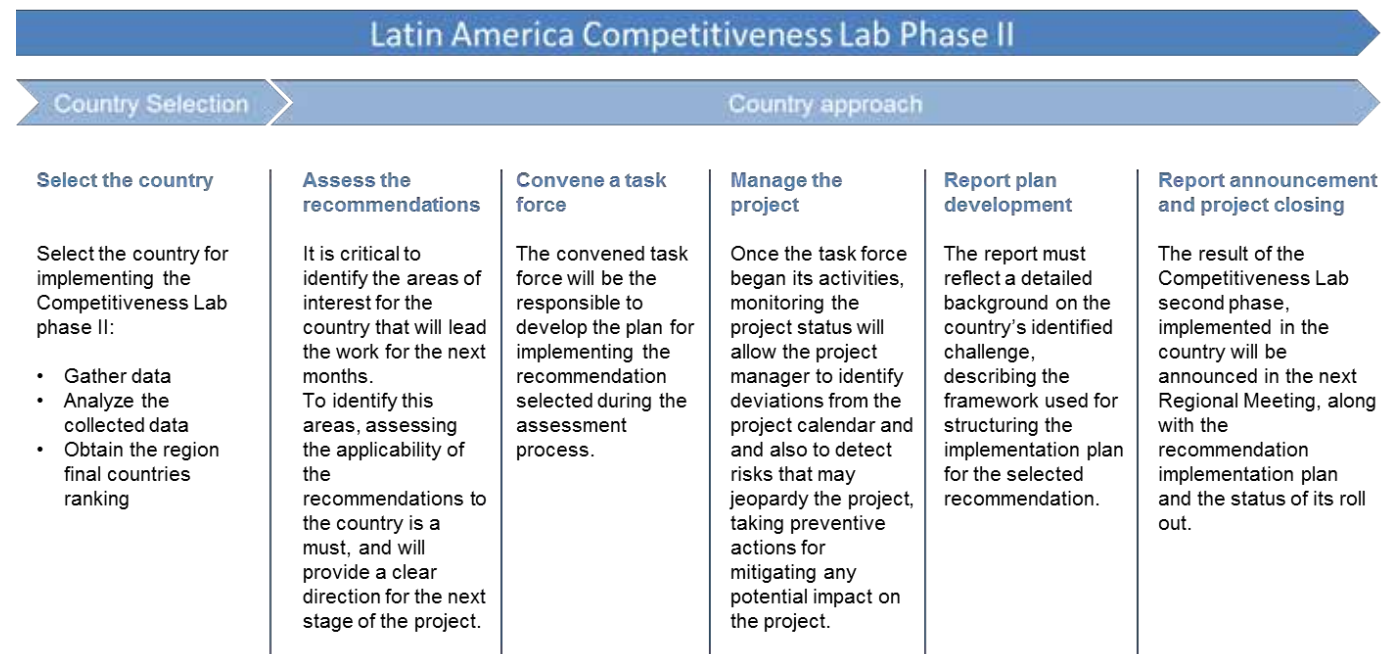 Latin America Competitiveness Lab Phase II
Country Selection
Country approach
Select the country
Select the country for
implementing the
Competitiveness Lab
phase II:
• Gather data
• Analyze the
collected data
• Obtain the region
final countries
ranking
Assess the
recommendations
It is critical to
identify the areas of
interest for the
country that will lead
the work for the next
months.
To identify this
areas, assessing
the applicability of
the
recommendations to
the country is a
must, and will
provide a clear
direction for the next
stage of the project.
Convene a task
force
The convened task
force will be the
responsible to
develop the plan for
implementing the
recommendation
selected during the
assessment
process.
Manage the
project
Once the task force
began its activities,
monitoring the
project status will
allow the project
manager to identify
deviations from the
project calendar and
and also to detect
risks that may
jeopardy the project,
taking preventive
actions for
mitigating any
potential impact on
the project.
Report plan
development
The report must
reflect a detailed
background on the
country's identified
challenge,
describing the
framework used for
structuring the
implementation plan
for the selected
recommendation.
Report announcement
and project closing
The result of the
Competitiveness Lab
second phase,
implemented in the
country will be
announced in the next
Regional Meeting, along
with the
recommendation
implementation plan
and the status of its roll
out.